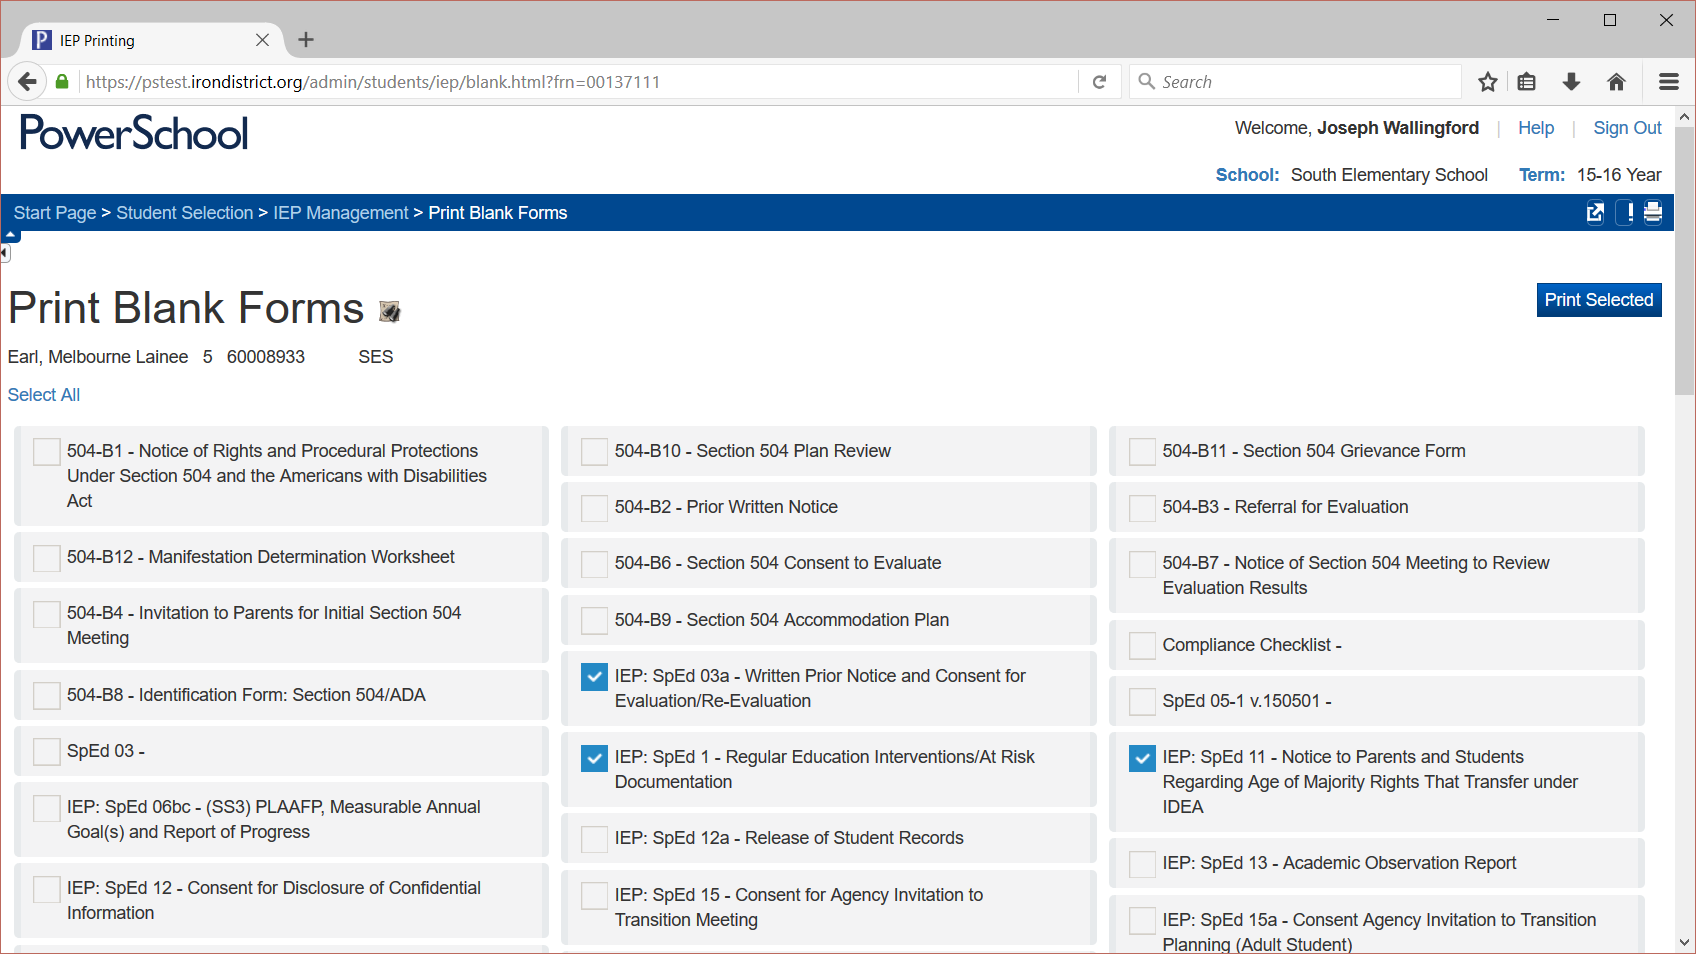 IEP Printing
https://pstest.irondistrict.org/admin/students/iep/blank.html?frn=00137111
Search
PowerSchool
Welcome, Joseph Wallingford | Help | Sign Out
School: South Elementary School Term: 15-16 Year
Start Page > Student Selection > IEP Management > Print Blank Forms
Print Blank Forms
Print Selected
Earl, Melbourne Lainee 5 60008933 SES
Select All
504-B1 - Notice of Rights and Procedural Protections
Under Section 504 and the Americans with Disabilities
Act
504-B12 - Manifestation Determination Worksheet
504-B4 - Invitation to Parents for Initial Section 504
Meeting
504-B8 - Identification Form: Section 504/ADA
SpEd 03 -
IEP: SpEd 06bc - (SS3) PLAAFP, Measurable Annual
Goal(s) and Report of Progress
IEP: SpEd 12 - Consent for Disclosure of Confidential
Information
504-B10 - Section 504 Plan Review
504-B2 - Prior Written Notice
504-B6 - Section 504 Consent to Evaluate
504-B9 - Section 504 Accommodation Plan
IEP: SpEd 03a - Written Prior Notice and Consent for
Evaluation/Re-Evaluation
IEP: SpEd 1 - Regular Education Interventions/At Risk
Documentation
IEP: SpEd 12a - Release of Student Records
IEP: SpEd 15 - Consent for Agency Invitation to
Transition Meeting
504-B11 - Section 504 Grievance Form
504-B3 - Referral for Evaluation
504-B7 - Notice of Section 504 Meeting to Review
Evaluation Results
Compliance Checklist -
SpEd 05-1 v.150501 -
IEP: SpEd 11 - Notice to Parents and Students
Regarding Age of Majority Rights That Transfer under
IDEA
IEP: SpEd 13 - Academic Observation Report
IEP: SpEd 15a - Consent Agency Invitation to Transition
Planning (Adult Student)